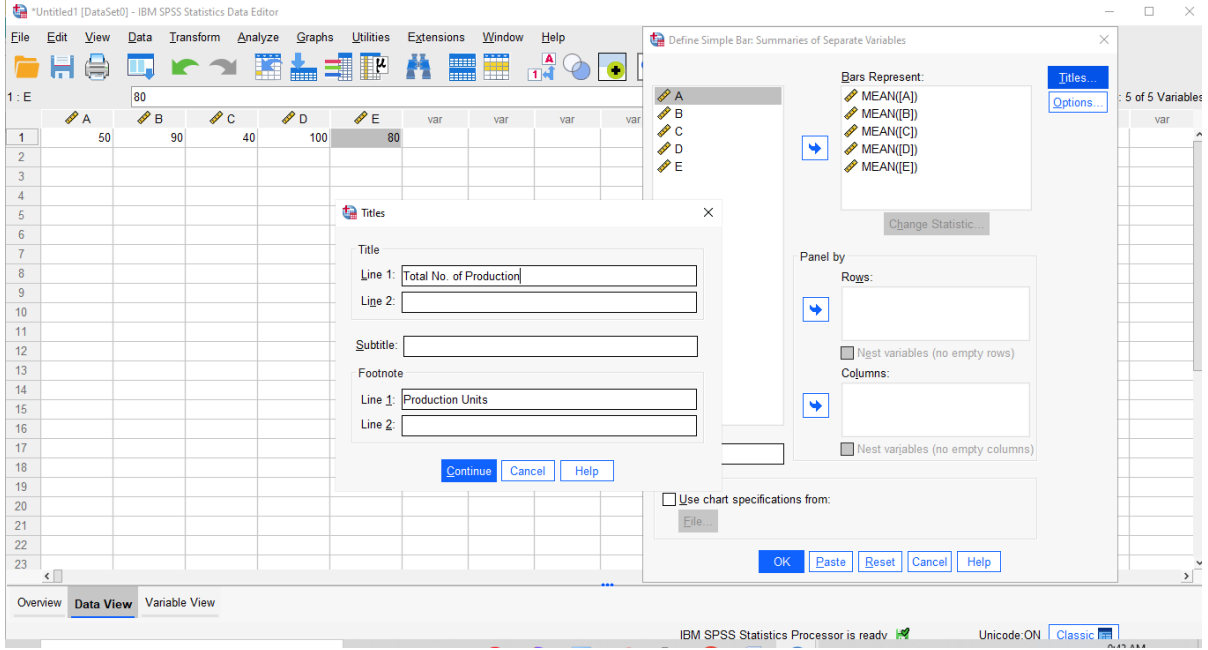 *Untitled1 [DataSet0] - IBM SPSS Statistics Data Editor
File Edit View Data Transform Analyze Graphs Utilities Extensions Window Help
1 : E 80
: 5 of 5 Variables
A B C D E var var var var var
1 50 90 40 100 80
2
3
4
5
6
7
8
9
10
11
12
13
14
15
16
17
18
19
20
21
22
23
Define Simple Bar: Summaries of Separate Variables
A
B
C
D
E
Bars Represent:
MEAN([A])
MEAN([B])
MEAN([C])
MEAN([D])
MEAN([E])
Titles...
Options...
Change Statistic...
Panel by
Rows:
Nest variables (no empty rows)
Columns:
Nest variables (no empty columns)
Use chart specifications from:
File...
OK Paste Reset Cancel Help
Titles
Title
Line 1: Total No. of Production
Line 2:
Subtitle:
Footnote
Line 1: Production Units
Line 2:
Continue Cancel Help
Overview Data View Variable View
IBM SPSS Statistics Processor is ready Unicode:ON Classic